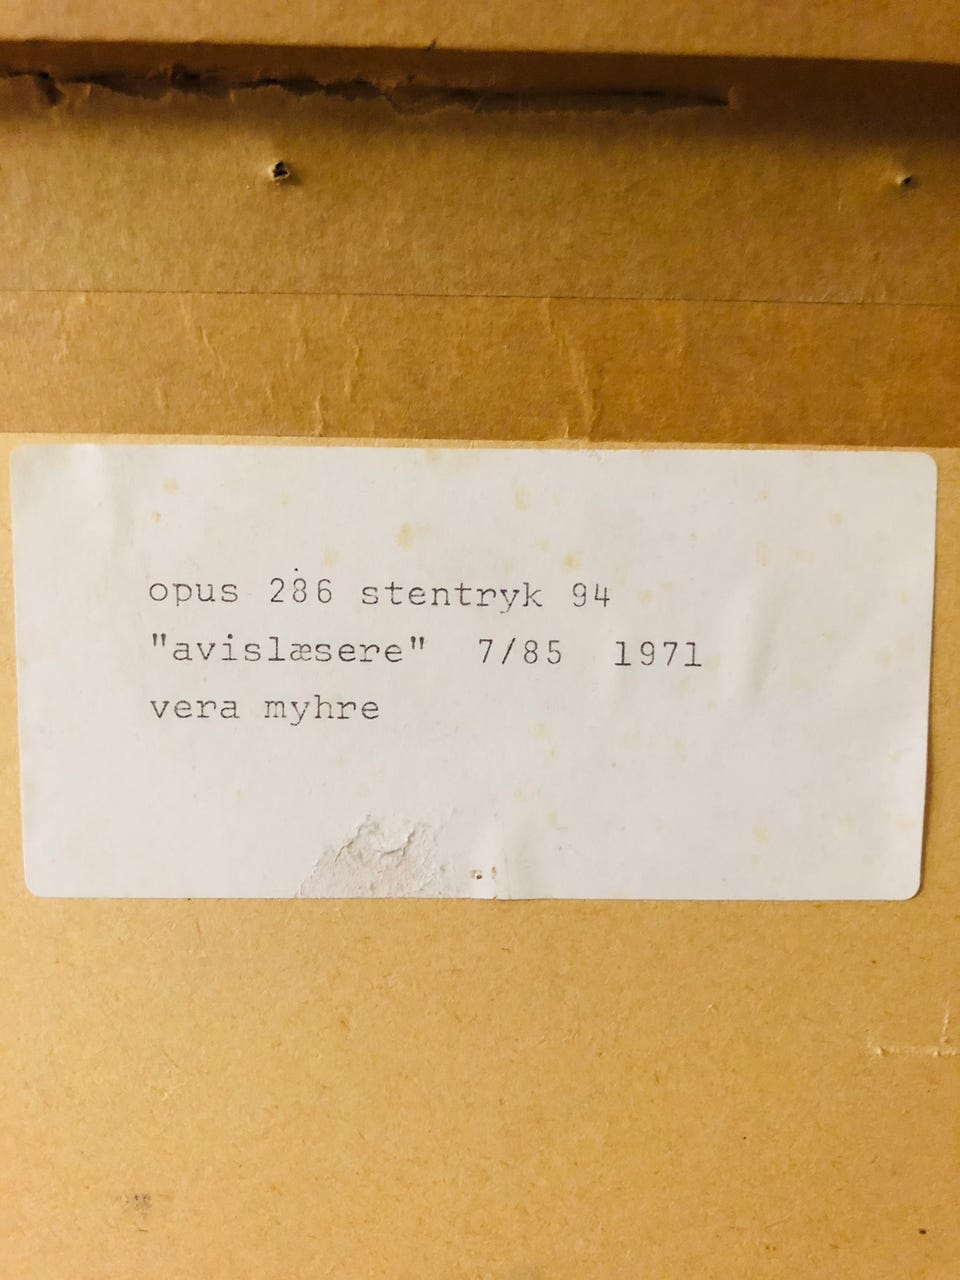 opus 286 stentryk 94
"avislæsere" 7/85 1971
vera myhre